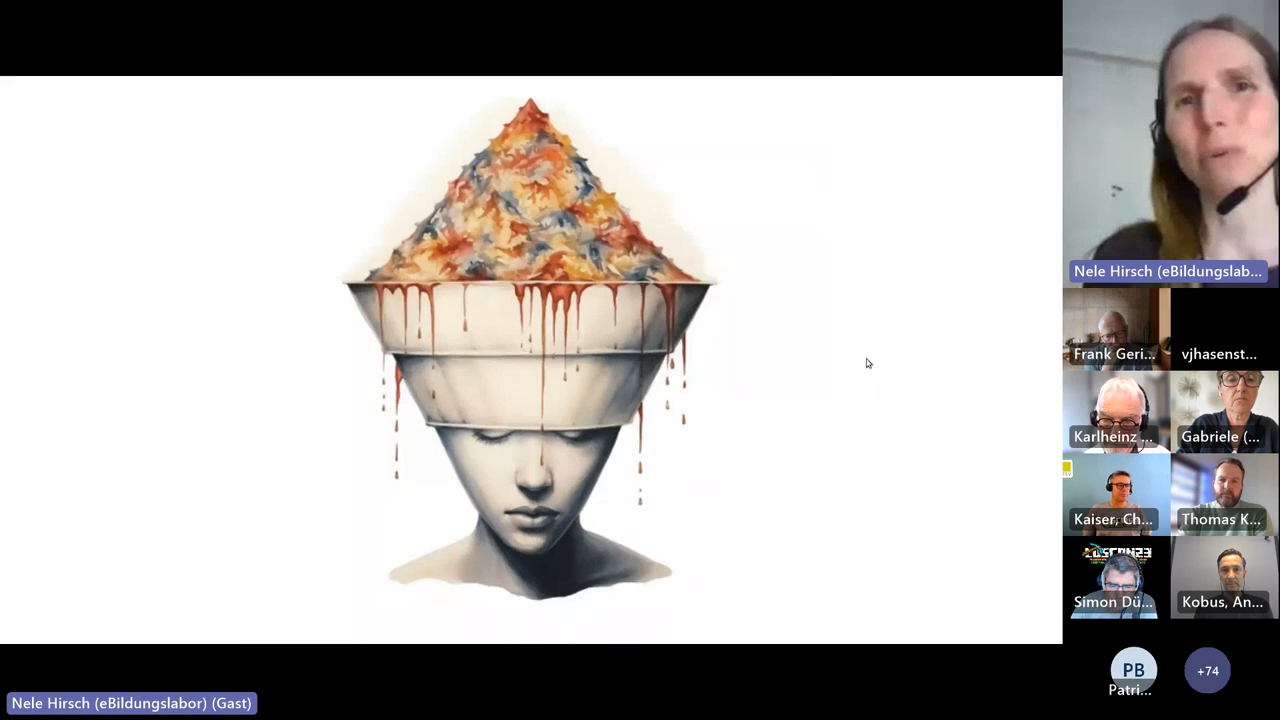 Nele Hirsch (eBildungslab...
Frank Geri...
vjhasenst...
Karlheinz ...
Gabriele (...
Kaiser, Ch...
Thomas K...
Simon Dü...
Kobus, An...
PB
Patri...
+74
Nele Hirsch (eBildungslabor) (Gast)